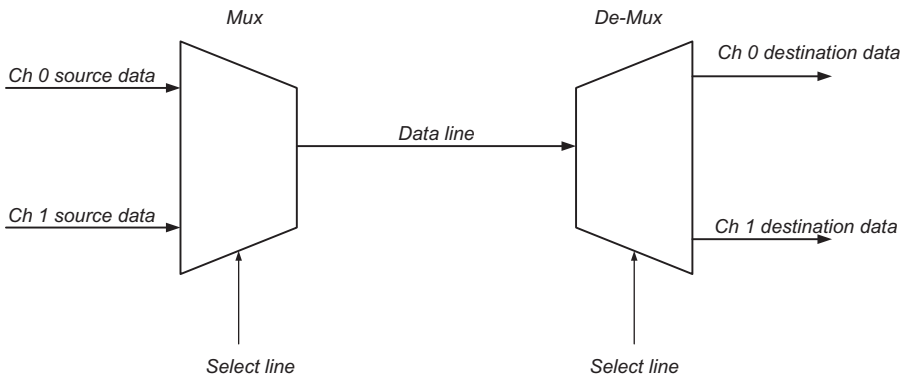 Mux
De-Mux
Ch 0 source data
Ch 0 destination data
Data line
Ch 1 source data
Ch 1 destination data
Select line
Select line